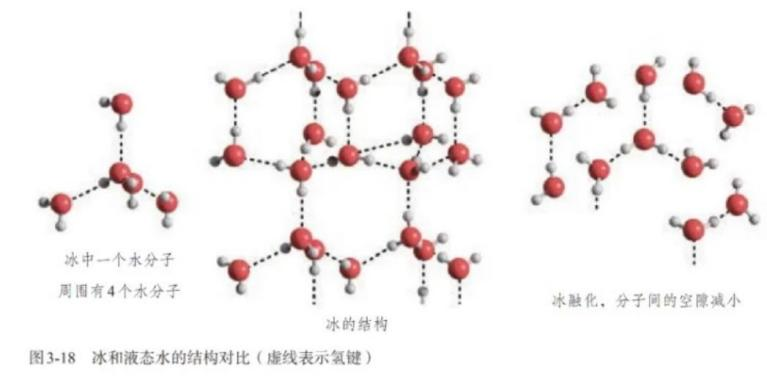 冰中一个水分子
周围有4个水分子
冰的结构
冰融化，分子间的空隙减小
图3-18 冰和液态水的结构对比（虚线表示氢键）